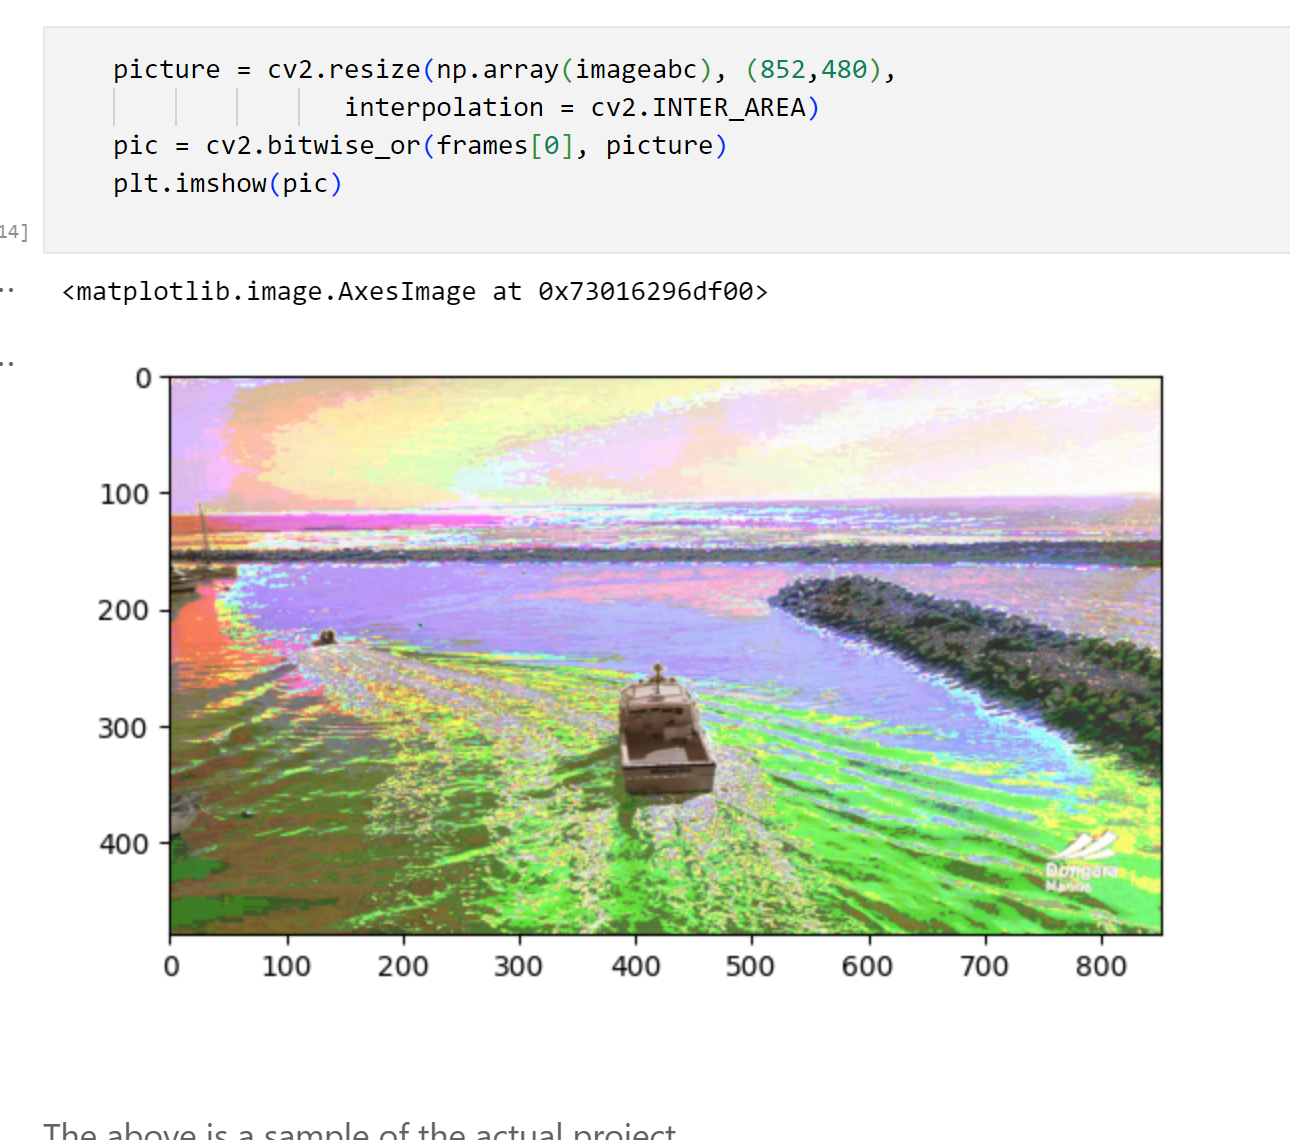 picture = cv2.resize(np.array(imageabc), (852,480),
interpolation = cv2.INTER_AREA)
pic = cv2.bitwise_or(frames[0], picture)
plt.imshow(pic)
14]
<matplotlib.image.AxesImage at 0x73016296df00>
0
100
200
300
400
Dongara
Marine
0 100 200 300 400 500 600 700 800
The above is a sample of the actual project